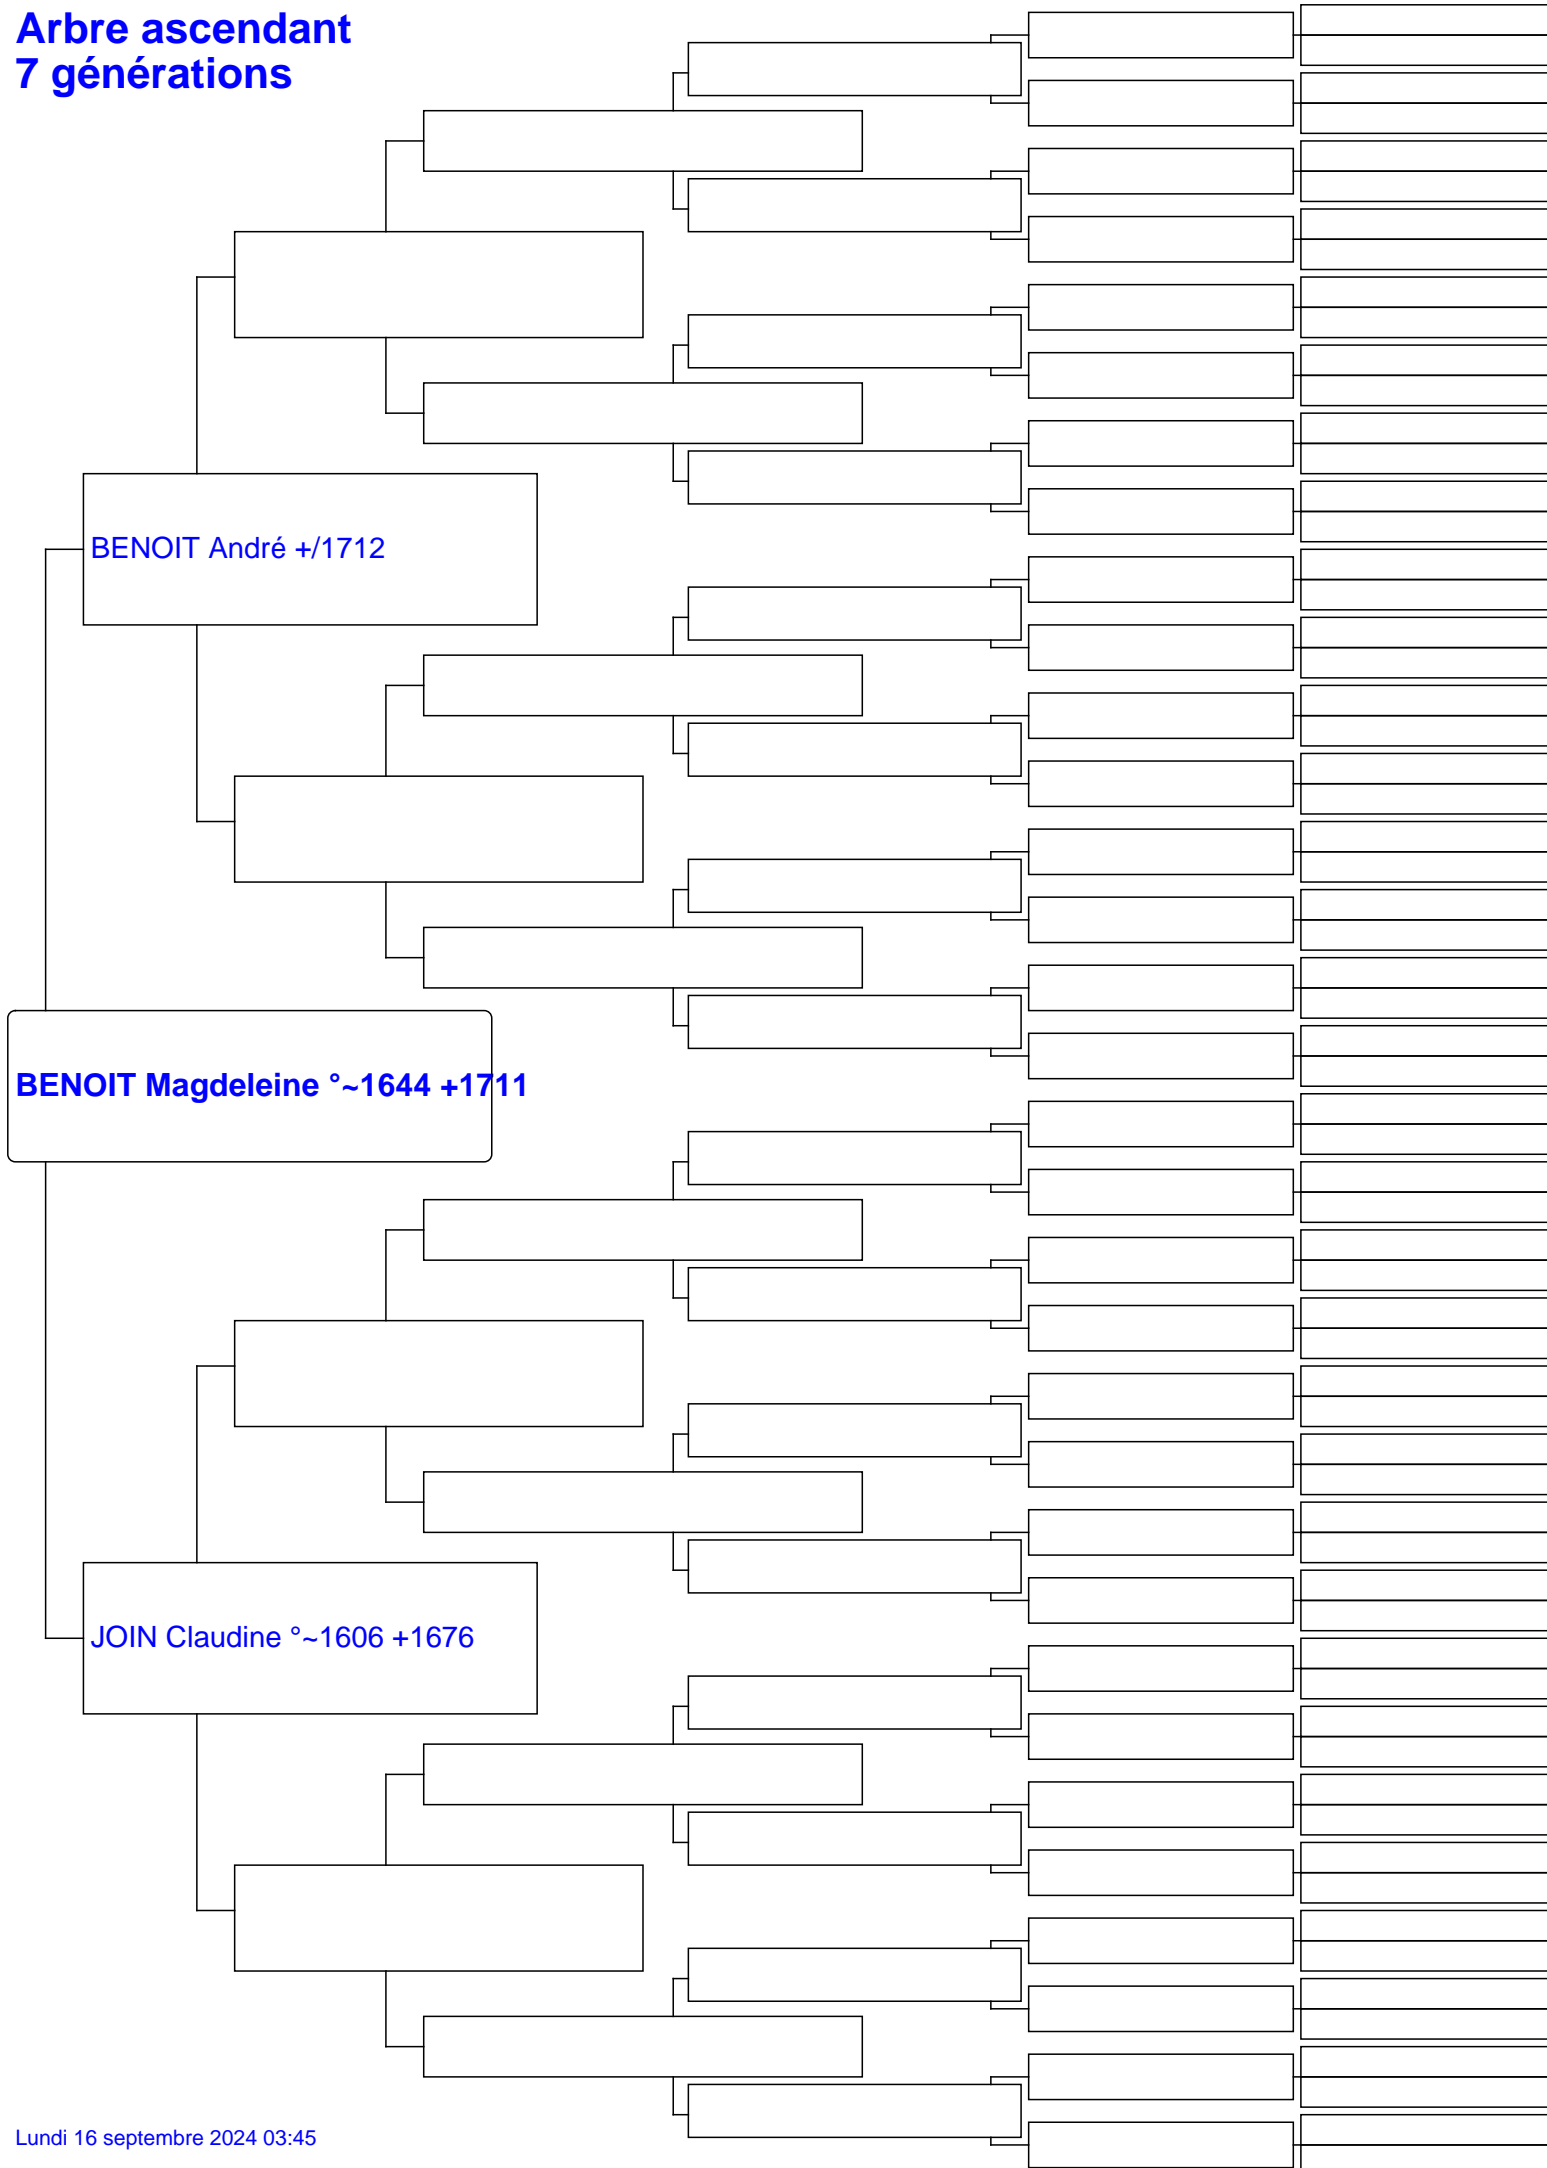 Arbre ascendant
7 générations
BENOIT André +/1712
BENOIT Magdeleine °~1644 +1711
JOIN Claudine °~1606 +1676
Lundi 16 septembre 2024 03:45